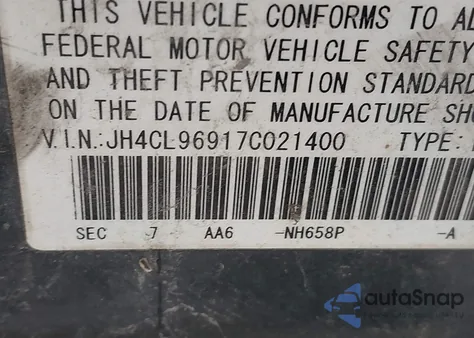 THIS VEHICLE CONFORMS TO
FEDERAL MOTOR VEHICLE SAFETY
AND THEFT PREVENTION STANDARD
ON THE DATE OF MANUFACTURE SH
V.I.N.:JH4CL96917C021400 TYPE:
SEC 7 AA6 -NH658P -A
autoSnap